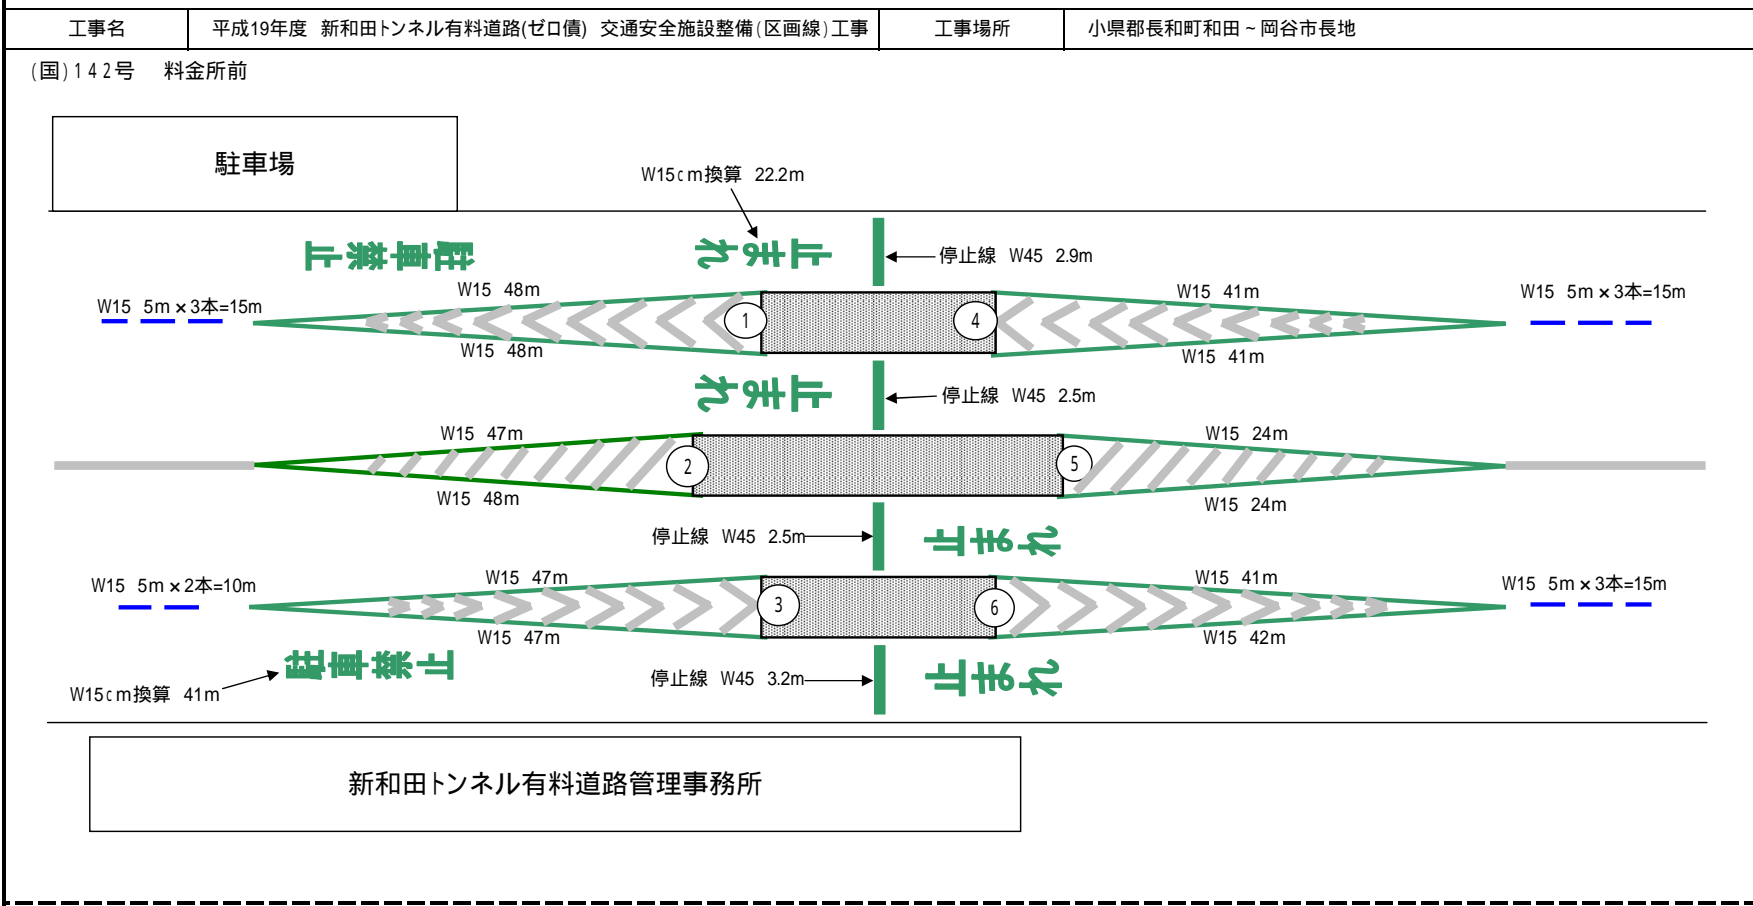 工事名 平成19年度 新和田トンネル有料道路(ゼロ債) 交通安全施設整備(区画線)工事 工事場所 小県郡長和町和田~岡谷市長地
(国)142号 料金所前
駐車場
W15cm換算 22.2m
駐車禁止
止まれ
停止線 W45 2.9m
W15 5m×3本=15m
W15 48m
W15 41m
W15 5m×3本=15m
1
4
W15 48m
W15 41m
止まれ
停止線 W45 2.5m
W15 47m
W15 24m
2
5
W15 48m
W15 24m
停止線 W45 2.5m
止まれ
W15 5m×2本=10m
W15 47m
W15 41m
W15 5m×3本=15m
3
6
W15 47m
W15 42m
駐車禁止
W15cm換算 41m
停止線 W45 3.2m
止まれ
新和田トンネル有料道路管理事務所